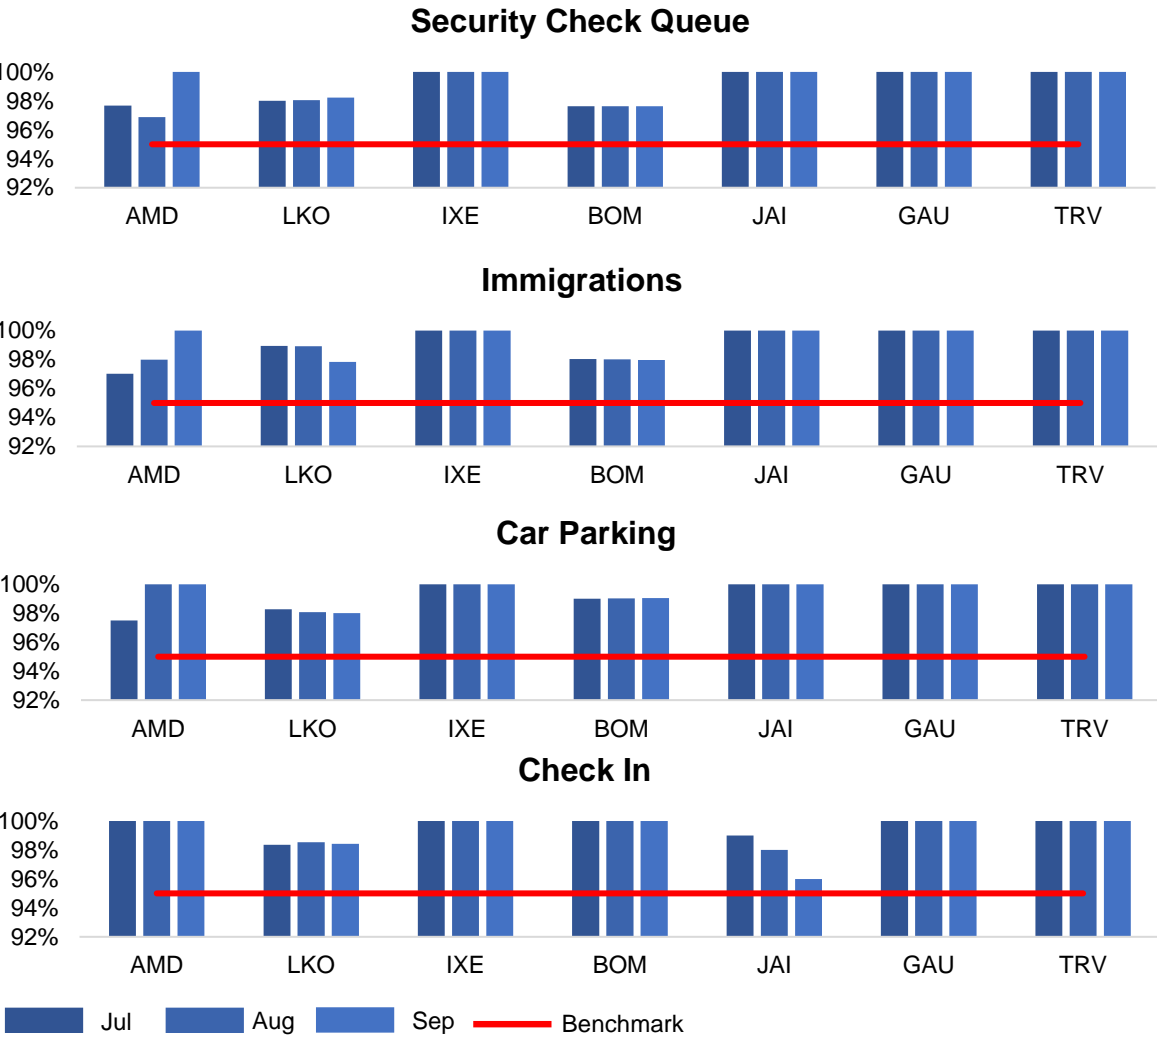 Security Check Queue
100%
98%
96%
94%
92%
AMD LKO IXE BOM JAI GAU TRV
Immigrations
100%
98%
96%
94%
92%
AMD LKO IXE BOM JAI GAU TRV
Car Parking
100%
98%
96%
94%
92%
AMD LKO IXE BOM JAI GAU TRV
Check In
100%
98%
96%
94%
92%
AMD LKO IXE BOM JAI GAU TRV
Jul Aug Sep Benchmark